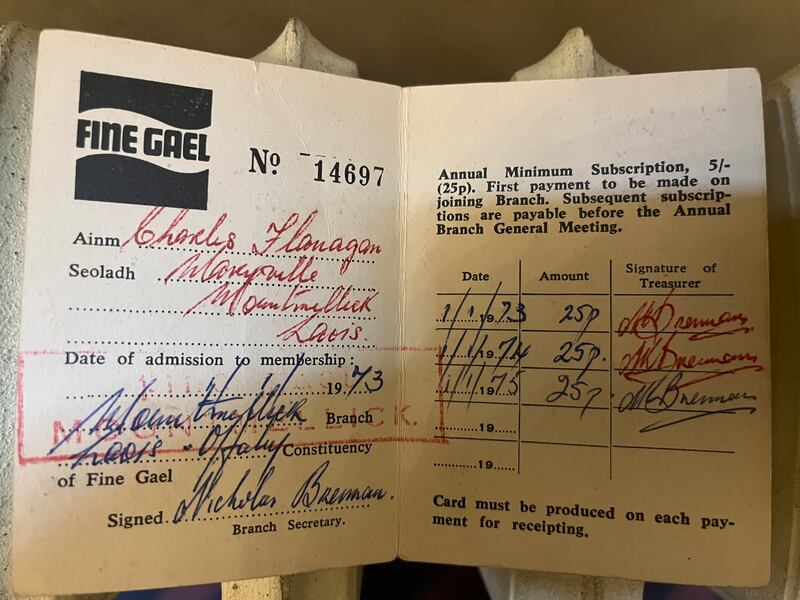 FINE GAEL
Nº 14697
Ainm Charles Flanagan
Seoladh Maryville
Mountmellick
Laois.
Date of admission to membership:
1/1/1973
MOUNTMELLICK.
Mountmellick Branch
Laois - Offaly Constituency
of Fine Gael
Signed Nicholas Brennan.
Branch Secretary.
Annual Minimum Subscription, 5/-
(25p). First payment to be made on
joining Branch. Subsequent subscrip-
tions are payable before the Annual
Branch General Meeting.
Date Amount Signature of
Treasurer
1/1/1973 25p N Brennan
1/1/1974 25p. N Brennan
1/1/1975 25p. N Brennan
19
19
Card must be produced on each pay-
ment for receipting.